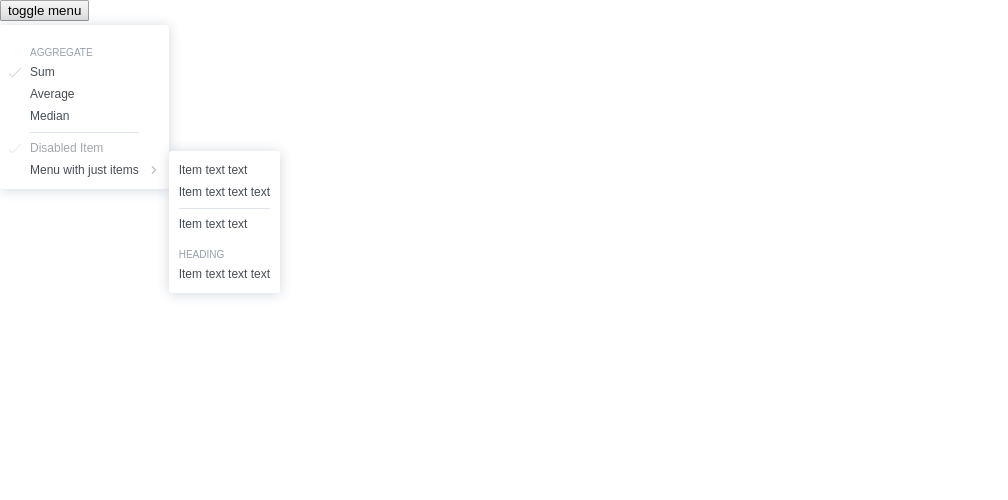 toggle menu
AGGREGATE
Sum
Average
Median
Disabled Item
Menu with just items
Item text text
Item text text text
Item text text
HEADING
Item text text text